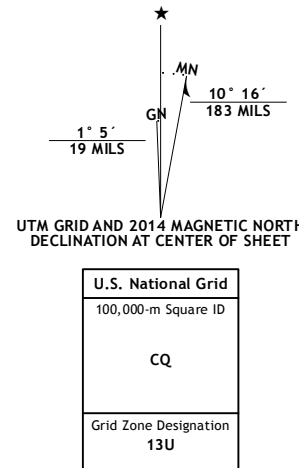 ★
MN
GN
10° 16´
183 MILS
1° 5´
19 MILS
UTM GRID AND 2014 MAGNETIC NORTH
DECLINATION AT CENTER OF SHEET
U.S. National Grid
100,000-m Square ID
CQ
Grid Zone Designation
13U